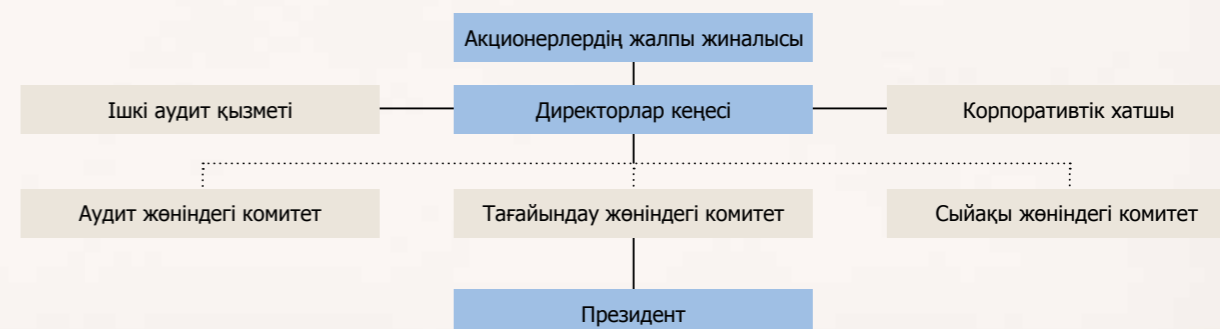 Акционерлердің жалпы жиналысы
Ішкі аудит қызметі
Директорлар кеңесі
Корпоративтік хатшы
Аудит жөніндегі комитет
Тағайындау жөніндегі комитет
Сыйақы жөніндегі комитет
Президент